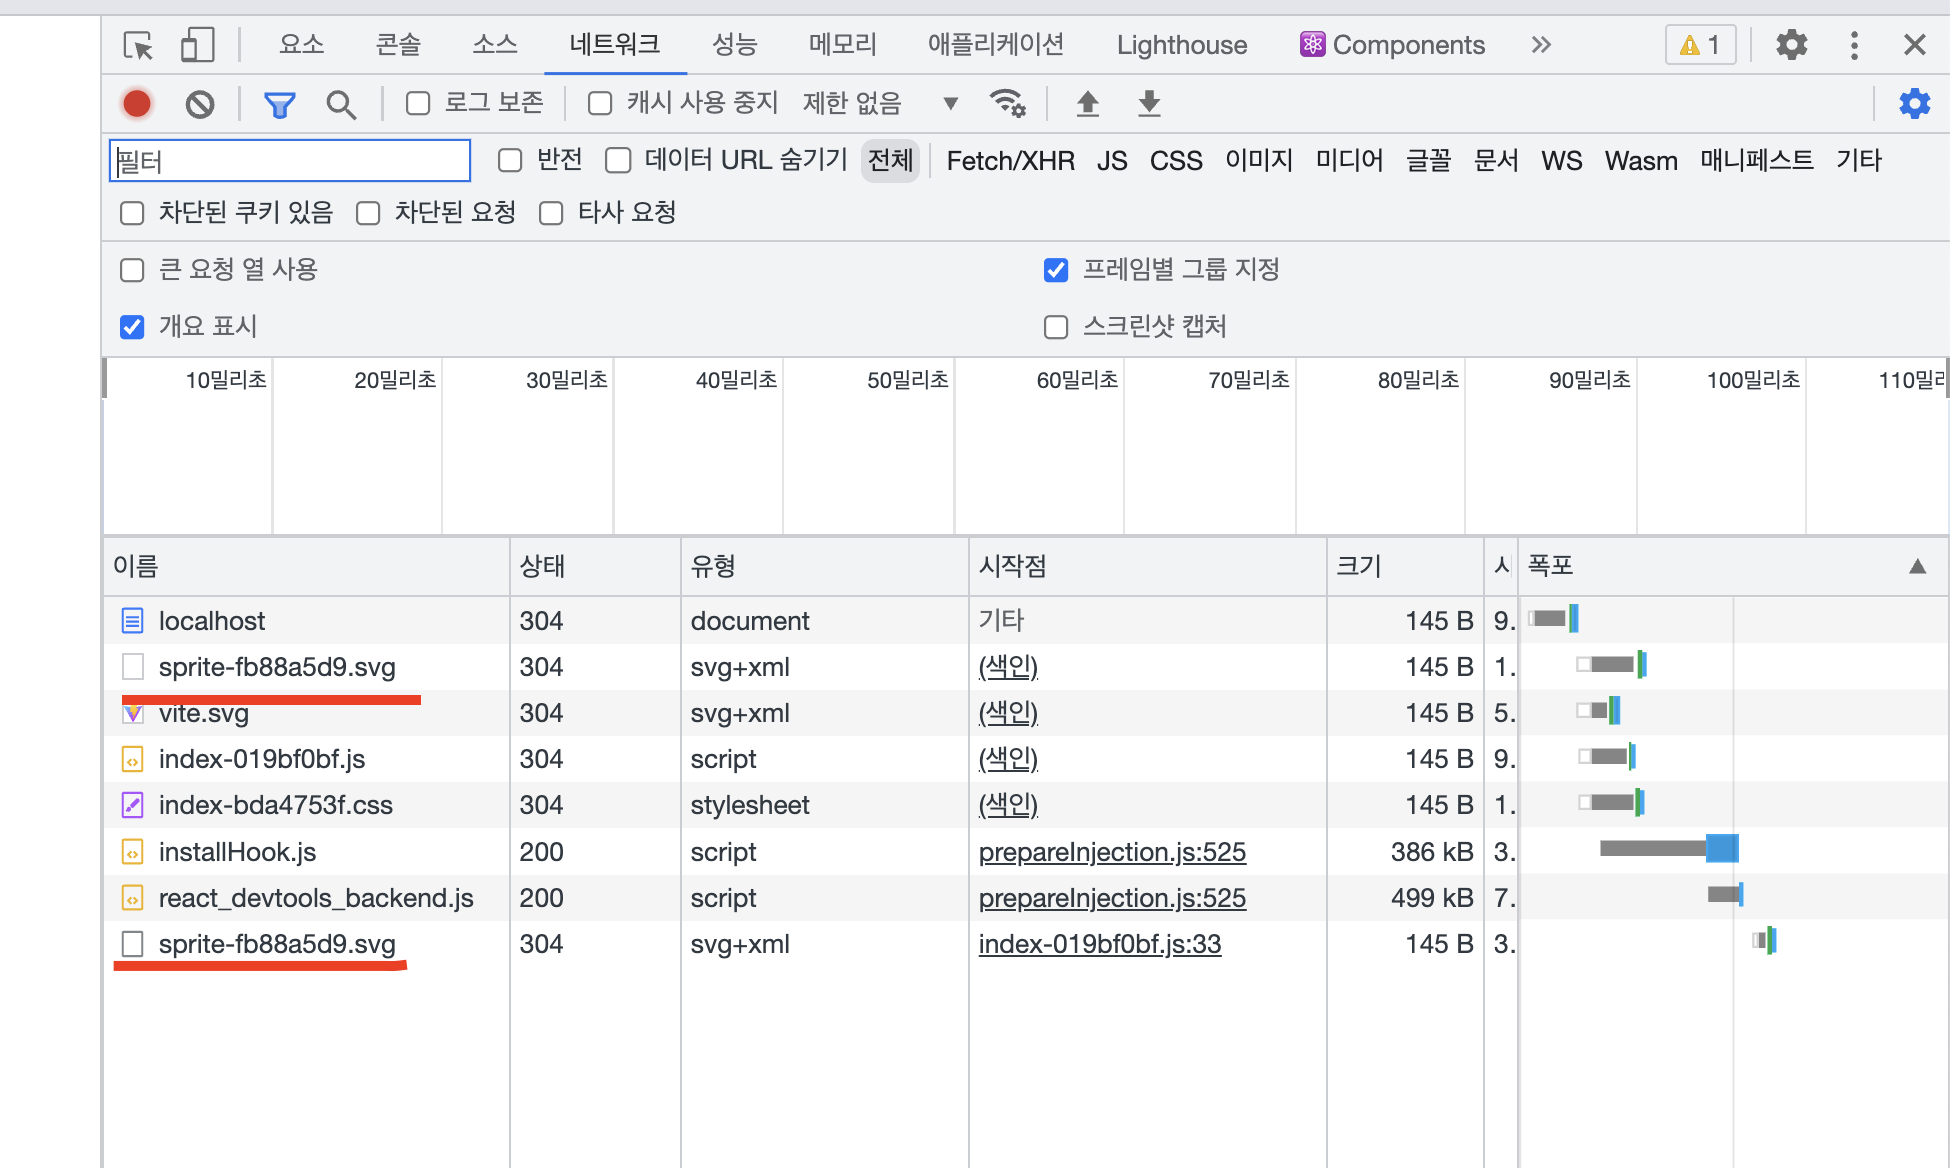 요소 콘솔 소스 네트워크 성능 메모리 애플리케이션 Lighthouse Components 1
로그 보존 캐시 사용 중지 제한 없음
필터 반전 데이터 URL 숨기기 전체 Fetch/XHR JS CSS 이미지 미디어 글꼴 문서 WS Wasm 매니페스트 기타
차단된 쿠키 있음 차단된 요청 타사 요청
큰 요청 열 사용 프레임별 그룹 지정
개요 표시 스크린샷 캡처
10밀리초 20밀리초 30밀리초 40밀리초 50밀리초 60밀리초 70밀리초 80밀리초 90밀리초 100밀리초 110밀리
이름 상태 유형 시작점 크기 시 폭포
localhost 304 document 기타 145 B 9.
sprite-fb88a5d9.svg 304 svg+xml (색인) 145 B 1.
vite.svg 304 svg+xml (색인) 145 B 5.
index-019bf0bf.js 304 script (색인) 145 B 9.
index-bda4753f.css 304 stylesheet (색인) 145 B 1.
installHook.js 200 script prepareInjection.js:525 386 kB 3.
react_devtools_backend.js 200 script prepareInjection.js:525 499 kB 7.
sprite-fb88a5d9.svg 304 svg+xml index-019bf0bf.js:33 145 B 3.